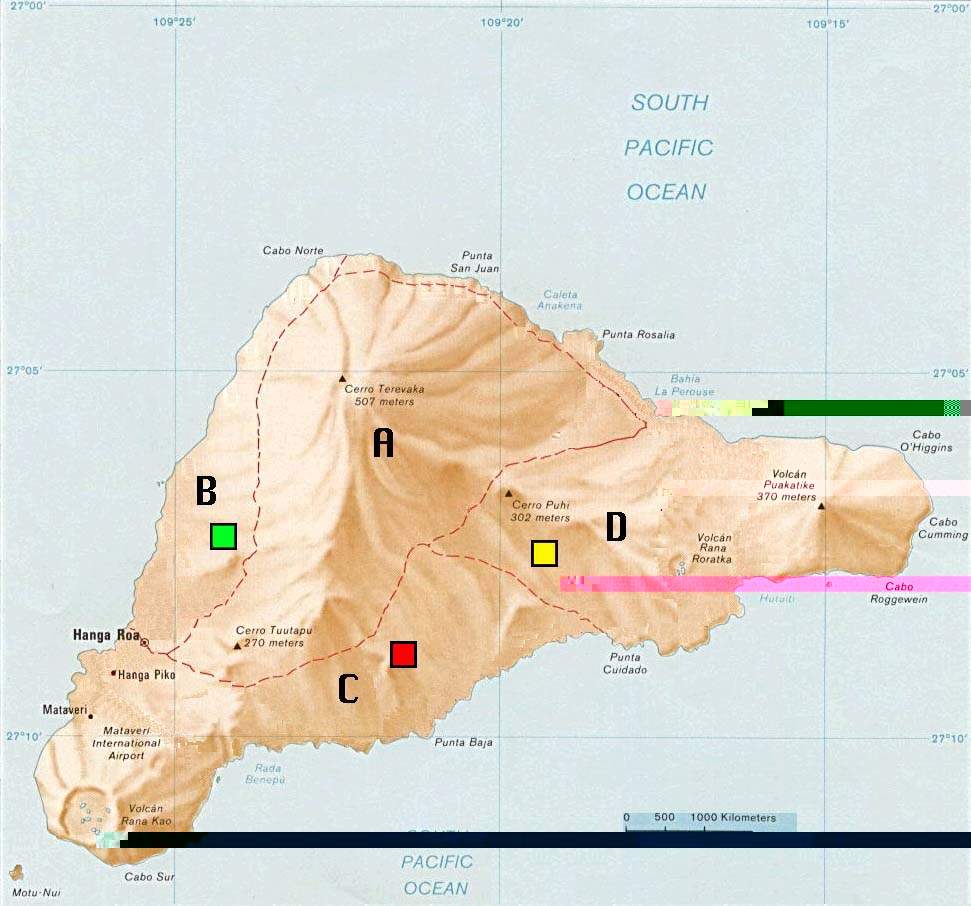 27°00'
109°25'
109°20'
109°15'
27°00'
SOUTH
PACIFIC
OCEAN
Cabo Norte
Punta
San Juan
Caleta
Anakena
Punta Rosalia
27°05'
27°05'
Bahía
La Perouse
Cerro Terevaka
507 meters
A
Cabo
O'Higgins
B
Volcán
Puakatike
370 meters
Cerro Puhi
302 meters
D
Cabo
Cumming
Volcán
Rana
Roratka
Cabo
Roggewein
Hutuiti
Hanga Roa
Cerro Tuutapu
270 meters
Punta
Cuidado
Hanga Piko
C
Mataveri
Mataveri
International
Airport
27°10'
Punta Baja
27°10'
Rada
Benepú
Volcán
Rana Kao
0 500 1000 Kilometers
PACIFIC
OCEAN
Cabo Sur
Motu-Nui